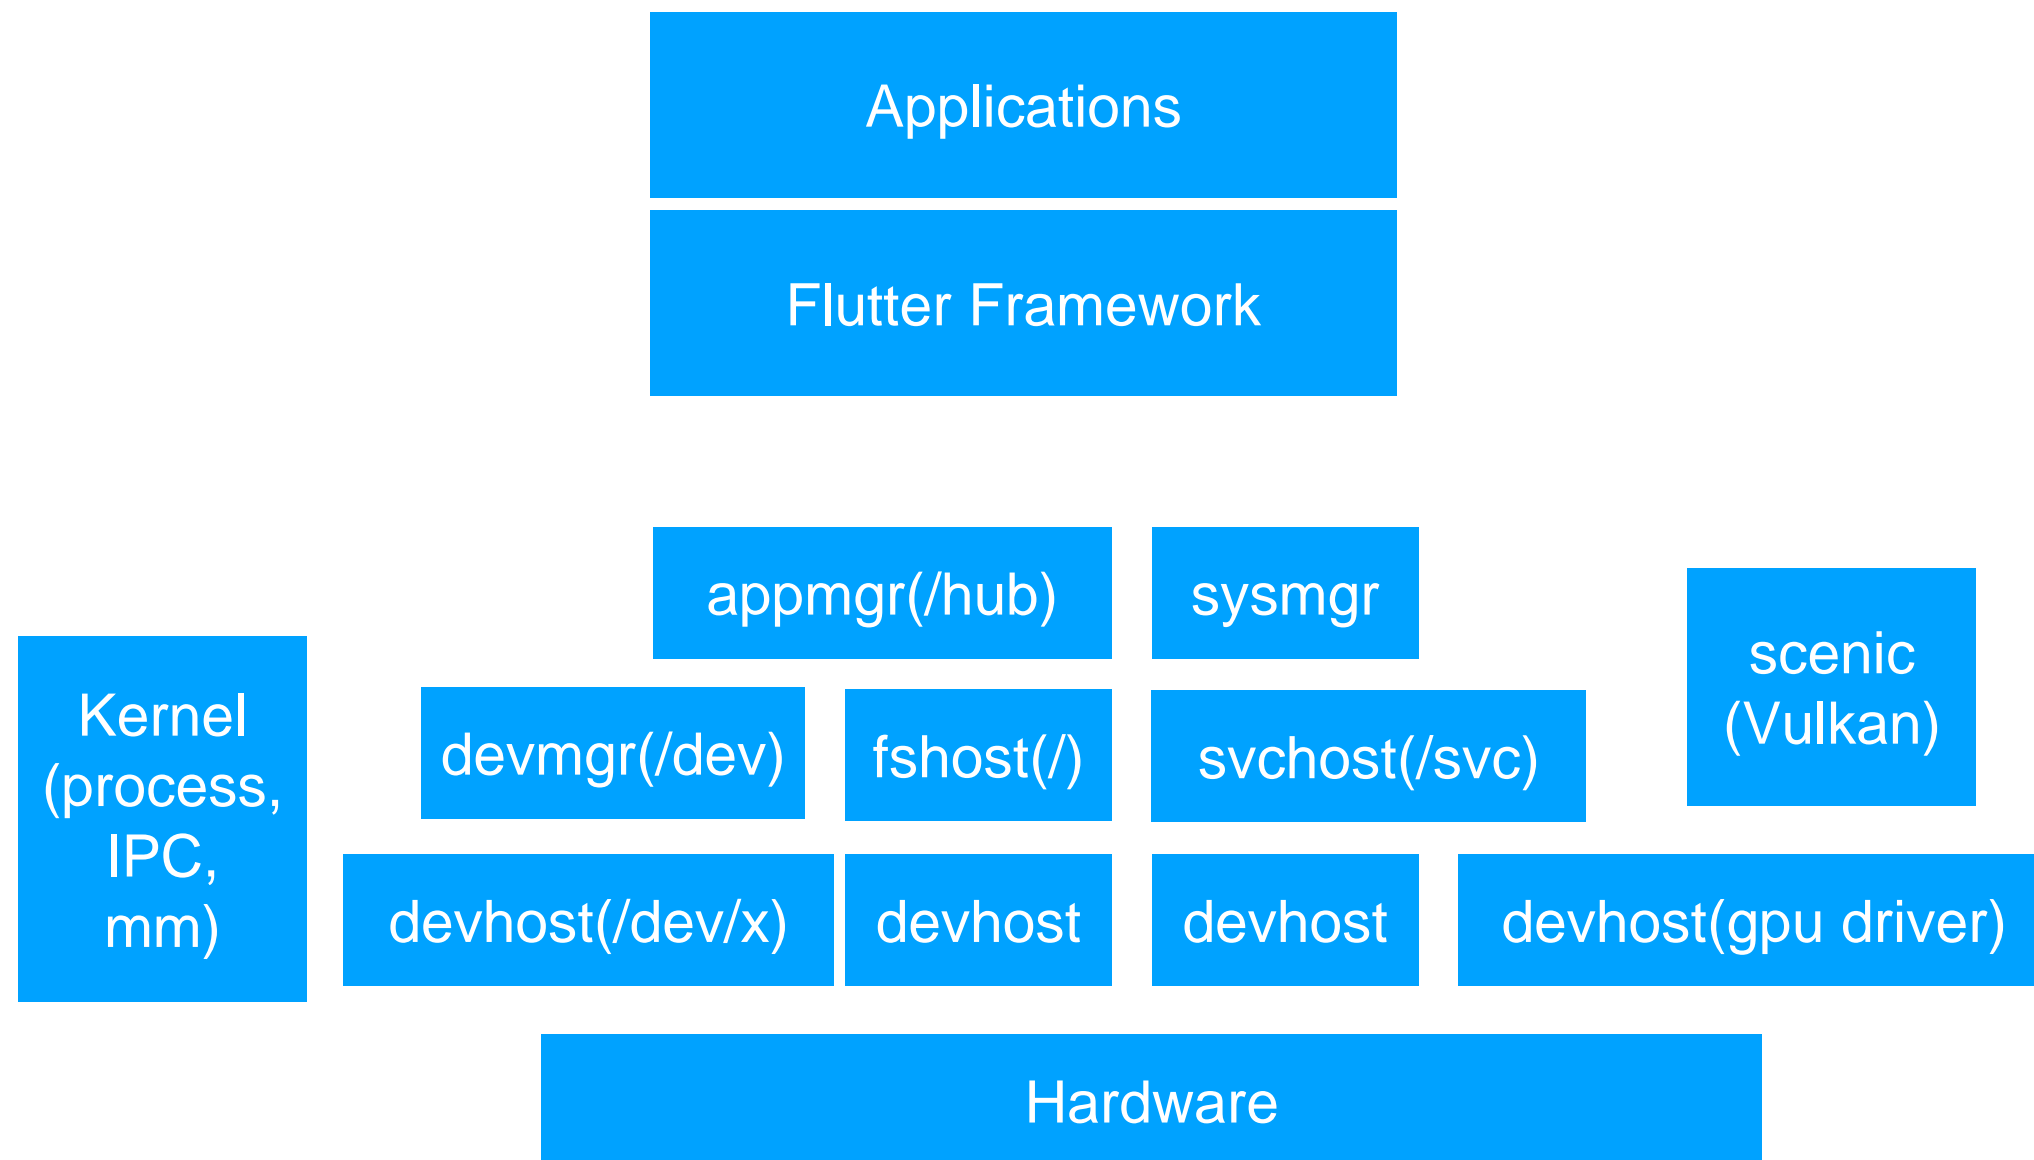 Applications
Flutter Framework
appmgr(/hub)
sysmgr
scenic
(Vulkan)
Kernel
(process,
IPC,
mm)
devmgr(/dev)
fshost(/)
svchost(/svc)
devhost(/dev/x)
devhost
devhost
devhost(gpu driver)
Hardware